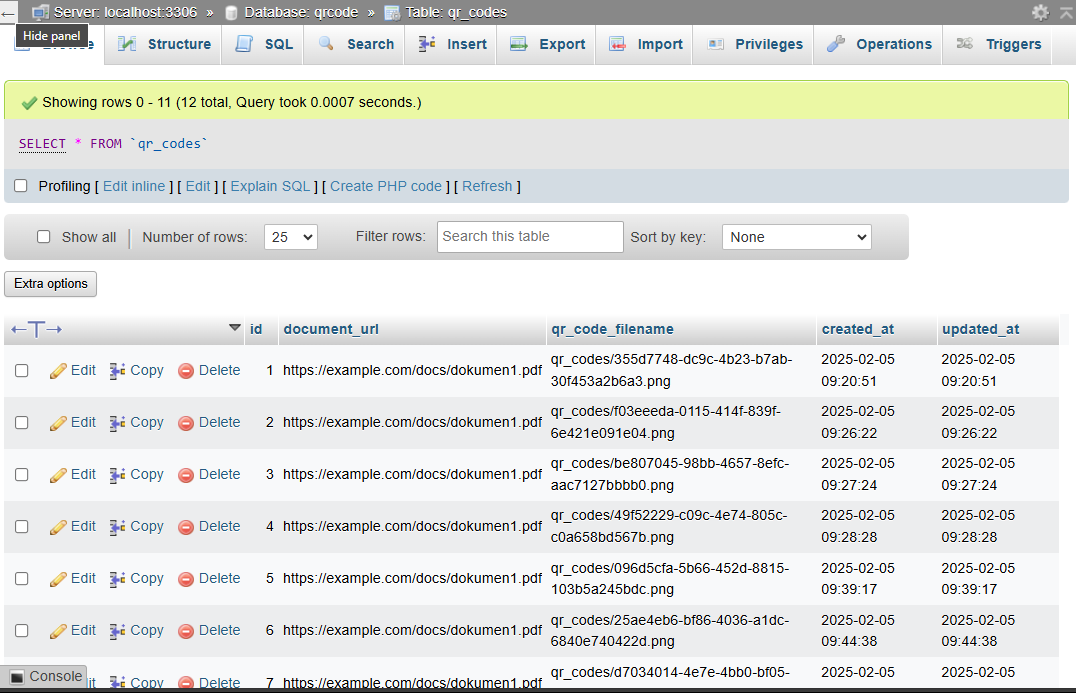 Server: localhost:3306 » Database: qrcode » Table: qr_codes
Hide panel
Structure SQL Search Insert Export Import Privileges Operations Triggers
Showing rows 0 - 11 (12 total, Query took 0.0007 seconds.)
SELECT * FROM `qr_codes`
Profiling [ Edit inline ] [ Edit ] [ Explain SQL ] [ Create PHP code ] [ Refresh ]
Show all Number of rows: 25 Filter rows: Search this table Sort by key: None
Extra options
←T→ id document_url qr_code_filename created_at updated_at
Edit Copy Delete 1 https://example.com/docs/dokumen1.pdf qr_codes/355d7748-dc9c-4b23-b7ab- 2025-02-05 2025-02-05
30f453a2b6a3.png 09:20:51 09:20:51
Edit Copy Delete 2 https://example.com/docs/dokumen1.pdf qr_codes/f03eeeda-0115-414f-839f- 2025-02-05 2025-02-05
6e421e091e04.png 09:26:22 09:26:22
Edit Copy Delete 3 https://example.com/docs/dokumen1.pdf qr_codes/be807045-98bb-4657-8efc- 2025-02-05 2025-02-05
aac7127bbbb0.png 09:27:24 09:27:24
Edit Copy Delete 4 https://example.com/docs/dokumen1.pdf qr_codes/49f52229-c09c-4e74-805c- 2025-02-05 2025-02-05
c0a658bd567b.png 09:28:28 09:28:28
Edit Copy Delete 5 https://example.com/docs/dokumen1.pdf qr_codes/096d5cfa-5b66-452d-8815- 2025-02-05 2025-02-05
103b5a245bdc.png 09:39:17 09:39:17
Edit Copy Delete 6 https://example.com/docs/dokumen1.pdf qr_codes/25ae4eb6-bf86-4036-a1dc- 2025-02-05 2025-02-05
6840e740422d.png 09:44:38 09:44:38
Console Copy Delete 7 https://example.com/docs/dokumen1.pdf qr_codes/d7034014-4e7e-4bb0-bf05- 2025-02-05 2025-02-05